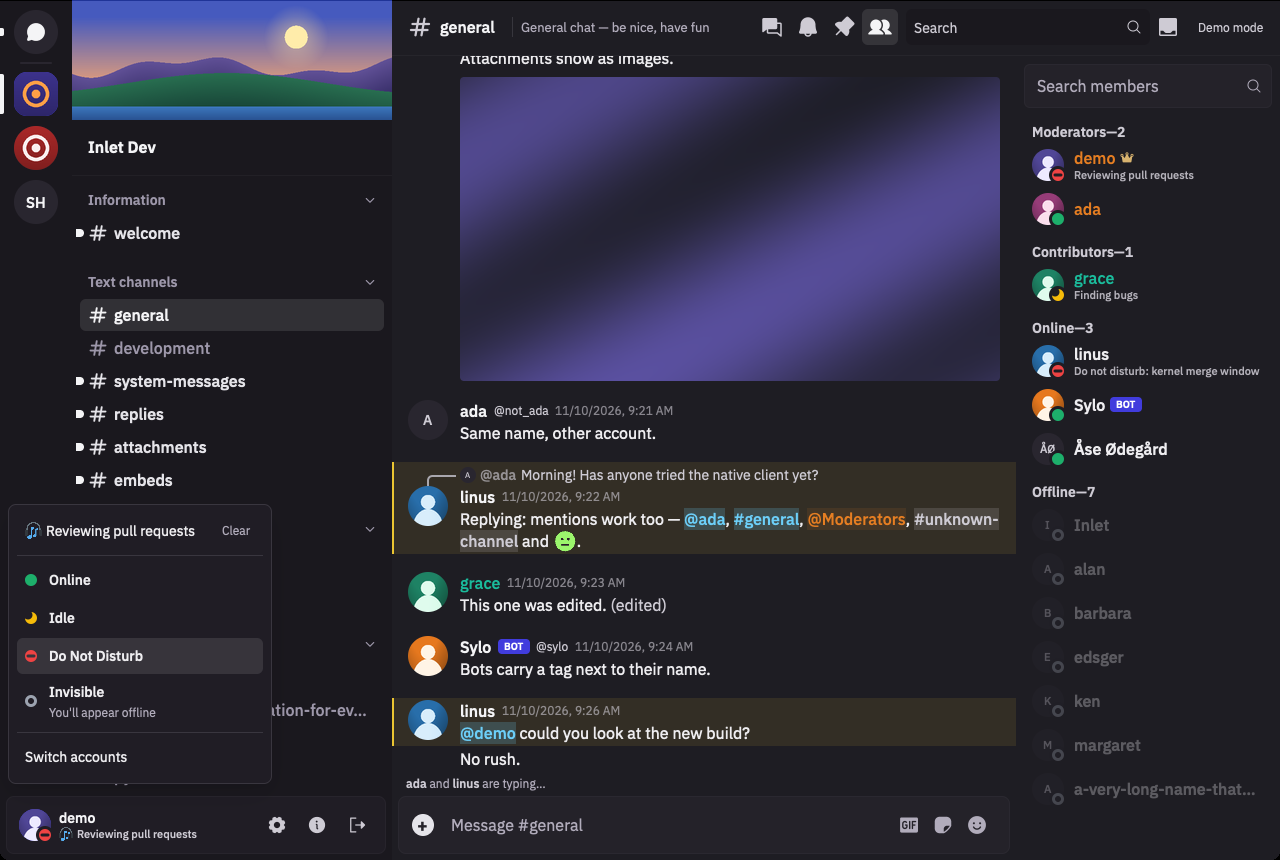 SH
Inlet Dev
Information
welcome
Text channels
general
development
system-messages
replies
attachments
embeds
Reviewing pull requests
Clear
Online
Idle
Do Not Disturb
Invisible
You'll appear offline
Switch accounts
demo
Reviewing pull requests
general
General chat — be nice, have fun
Search
Demo mode
Attachments show as images.
A
ada @not_ada 11/10/2026, 9:21 AM
Same name, other account.
A @ada Morning! Has anyone tried the native client yet?
linus 11/10/2026, 9:22 AM
Replying: mentions work too — @ada, #general, @Moderators, #unknown-
channel and .
grace 11/10/2026, 9:23 AM
This one was edited. (edited)
Sylo BOT @sylo 11/10/2026, 9:24 AM
Bots carry a tag next to their name.
linus 11/10/2026, 9:26 AM
@demo could you look at the new build?
No rush.
ada and linus are typing...
Message #general
GIF
Search members
Moderators—2
demo
Reviewing pull requests
ada
Contributors—1
grace
Finding bugs
Online—3
linus
Do not disturb: kernel merge window
Sylo BOT
ÅØ Åse Ødegård
Offline—7
I Inlet
A alan
B barbara
E edsger
K ken
M margaret
A a-very-long-name-that...